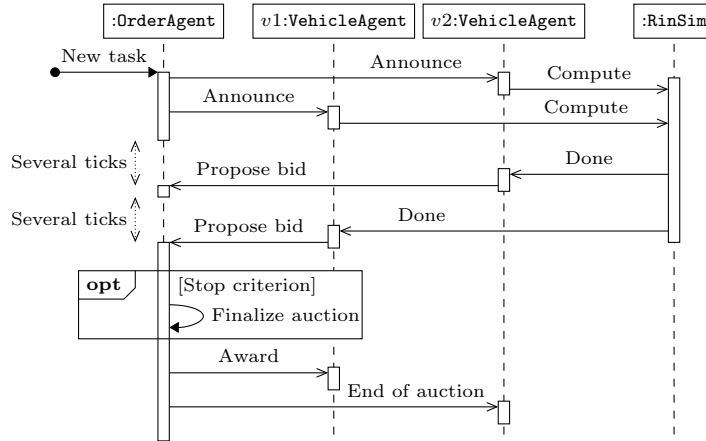 :OrderAgent
v1:VehicleAgent
v2:VehicleAgent
:RinSim
New task
Announce
Compute
Announce
Compute
Several ticks
Done
Propose bid
Several ticks
Done
Propose bid
opt
[Stop criterion]
Finalize auction
Award
End of auction